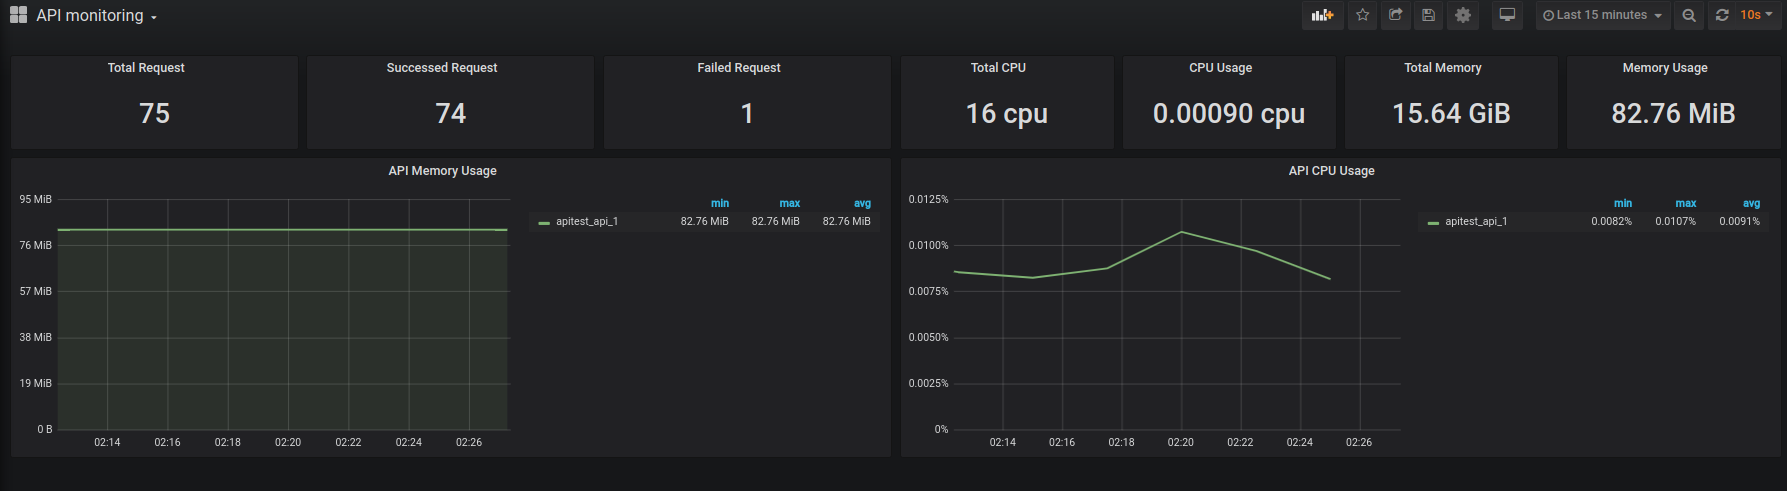 API monitoring
Last 15 minutes
10s
Total Request
75
Successed Request
74
Failed Request
1
Total CPU
16 cpu
CPU Usage
0.00090 cpu
Total Memory
15.64 GiB
Memory Usage
82.76 MiB
API Memory Usage
95 MiB
76 MiB
57 MiB
38 MiB
19 MiB
0 B
02:14 02:16 02:18 02:20 02:22 02:24 02:26
min max avg
apitest_api_1 82.76 MiB 82.76 MiB 82.76 MiB
API CPU Usage
0.0125%
0.0100%
0.0075%
0.0050%
0.0025%
0%
02:14 02:16 02:18 02:20 02:22 02:24 02:26
min max avg
apitest_api_1 0.0082% 0.0107% 0.0091%